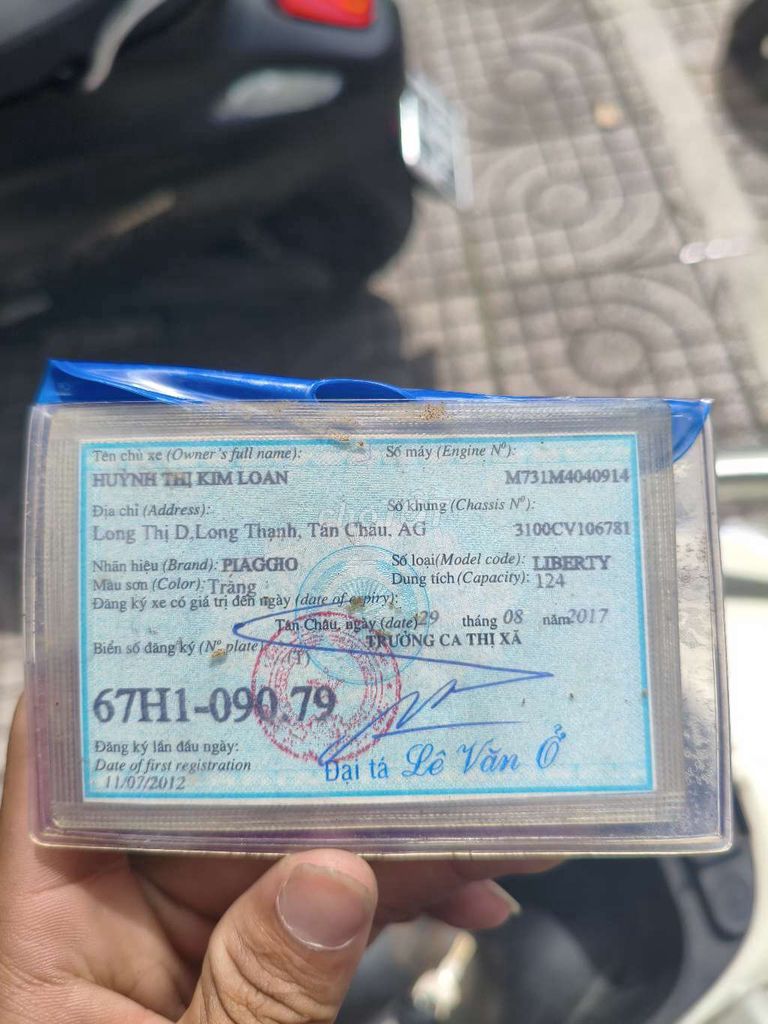 Tên chủ xe (Owner's full name):
HUỲNH THỊ KIM LOAN
Số máy (Engine Nº):
M731M4040914
Địa chỉ (Address):
Long Thị D,Long Thạnh, Tân Châu, AG
Số khung (Chassis Nº):
3100CV106781
Nhãn hiệu (Brand): PIAGGIO
Số loại(Model code): LIBERTY
Màu sơn (Color): Trắng
Dung tích (Capacity): 124
Đăng ký xe có giá trị đến ngày (date of expiry):
Tân Châu, ngày (date) 29 tháng 08 năm 2017
TRƯỞNG CA THỊ XÃ
Biển số đăng ký (Nº plate)
67H1-090.79
Đăng ký lần đầu ngày:
Date of first registration
11/07/2012
Đại tá Lê Văn Ổ